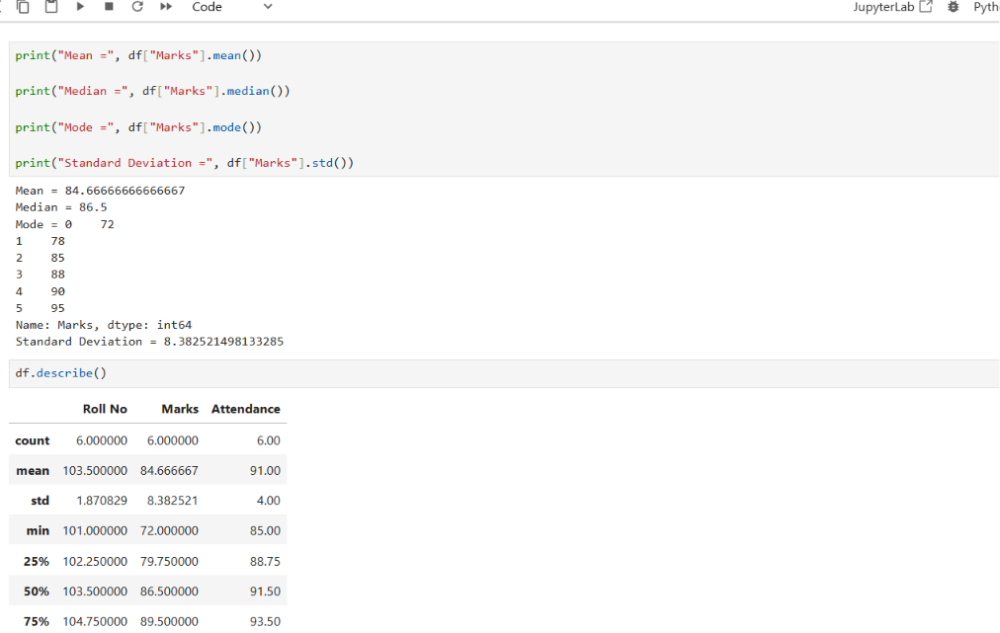 Code JupyterLab
print("Mean =", df["Marks"].mean())
print("Median =", df["Marks"].median())
print("Mode =", df["Marks"].mode())
print("Standard Deviation =", df["Marks"].std())
Mean = 84.66666666666667
Median = 86.5
Mode = 0    72
1    78
2    85
3    88
4    90
5    95
Name: Marks, dtype: int64
Standard Deviation = 8.382521498133285
df.describe()
Roll No Marks Attendance
count 6.000000 6.000000 6.00
mean 103.500000 84.666667 91.00
std 1.870829 8.382521 4.00
min 101.000000 72.000000 85.00
25% 102.250000 79.750000 88.75
50% 103.500000 86.500000 91.50
75% 104.750000 89.500000 93.50